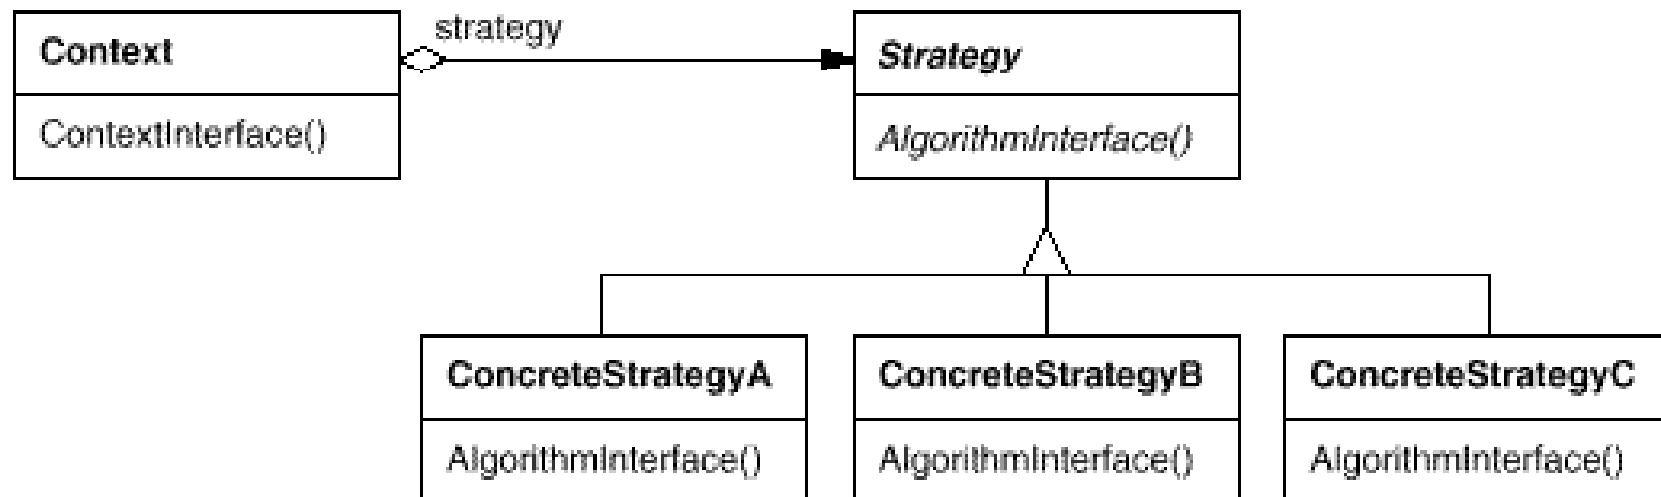 Context
strategy
Strategy
ContextInterface()
AlgorithmInterface()
ConcreteStrategyA
ConcreteStrategyB
ConcreteStrategyC
AlgorithmInterface()
AlgorithmInterface()
AlgorithmInterface()